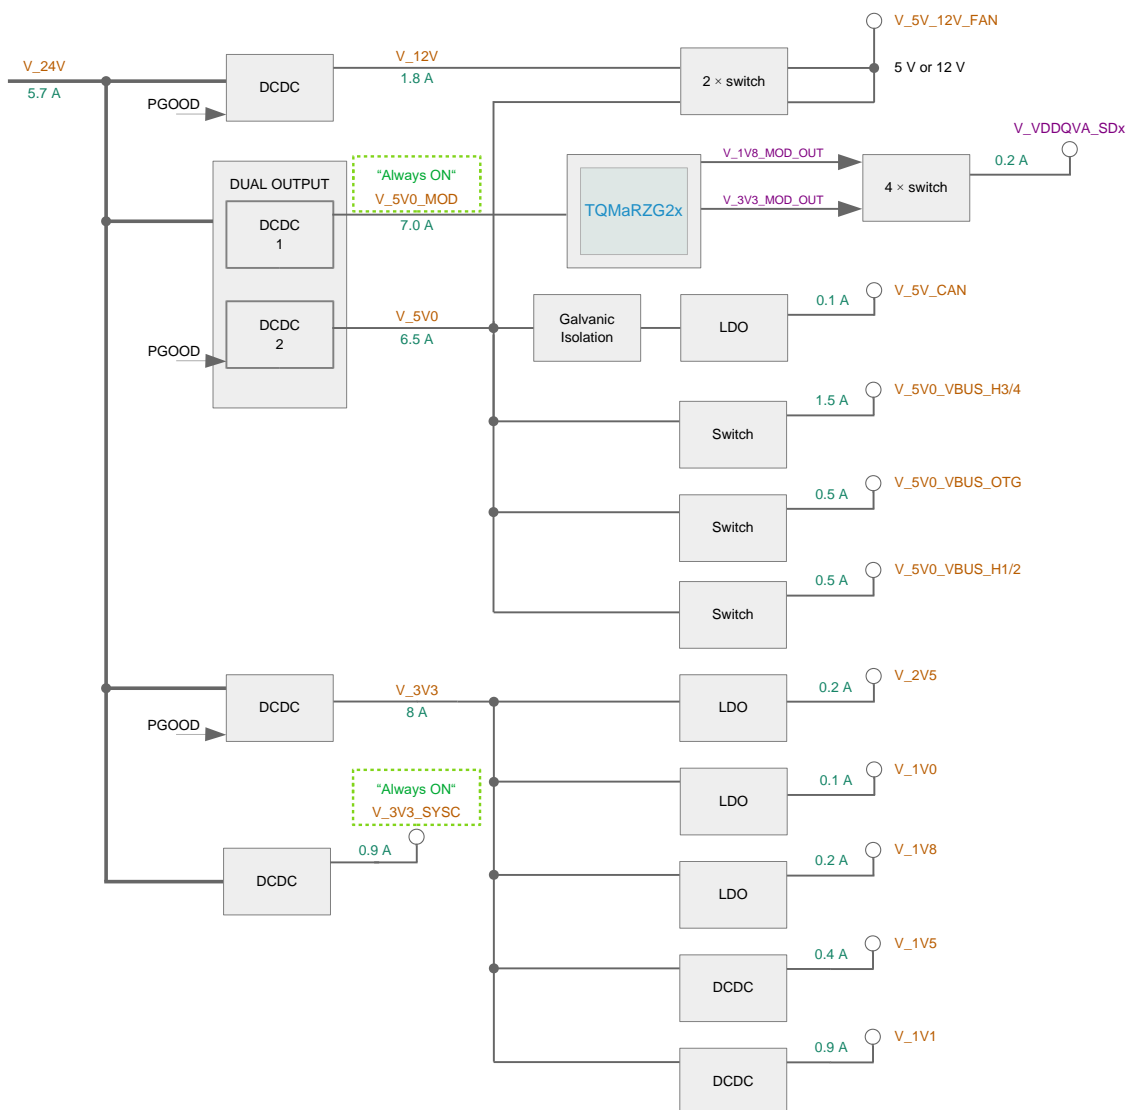 V_5V_12V_FAN
V_24V
5.7 A
DCDC
PGOOD
V_12V
1.8 A
2 × switch
5 V or 12 V
V_VDDQVA_SDx
0.2 A
DUAL OUTPUT
DCDC
1
“Always ON“
V_5V0_MOD
7.0 A
TQMaRZG2x
V_1V8_MOD_OUT
V_3V3_MOD_OUT
4 × switch
DCDC
2
PGOOD
V_5V0
6.5 A
Galvanic
Isolation
LDO
0.1 A
V_5V_CAN
Switch
1.5 A
V_5V0_VBUS_H3/4
Switch
0.5 A
V_5V0_VBUS_OTG
Switch
0.5 A
V_5V0_VBUS_H1/2
DCDC
PGOOD
V_3V3
8 A
LDO
0.2 A
V_2V5
“Always ON“
V_3V3_SYSC
0.9 A
DCDC
LDO
0.1 A
V_1V0
LDO
0.2 A
V_1V8
DCDC
0.4 A
V_1V5
DCDC
0.9 A
V_1V1